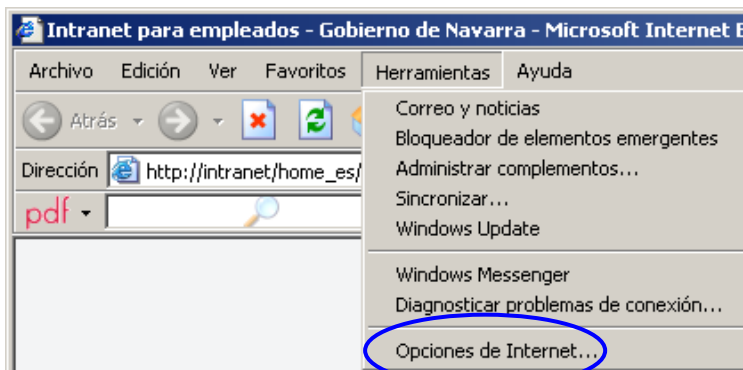 Intranet para empleados - Gobierno de Navarra - Microsoft Internet
Archivo Edición Ver Favoritos Herramientas Ayuda
Atrás
Dirección http://intranet/home_es/
pdf
Correo y noticias
Bloqueador de elementos emergentes
Administrar complementos...
Sincronizar...
Windows Update
Windows Messenger
Diagnosticar problemas de conexión...
Opciones de Internet...